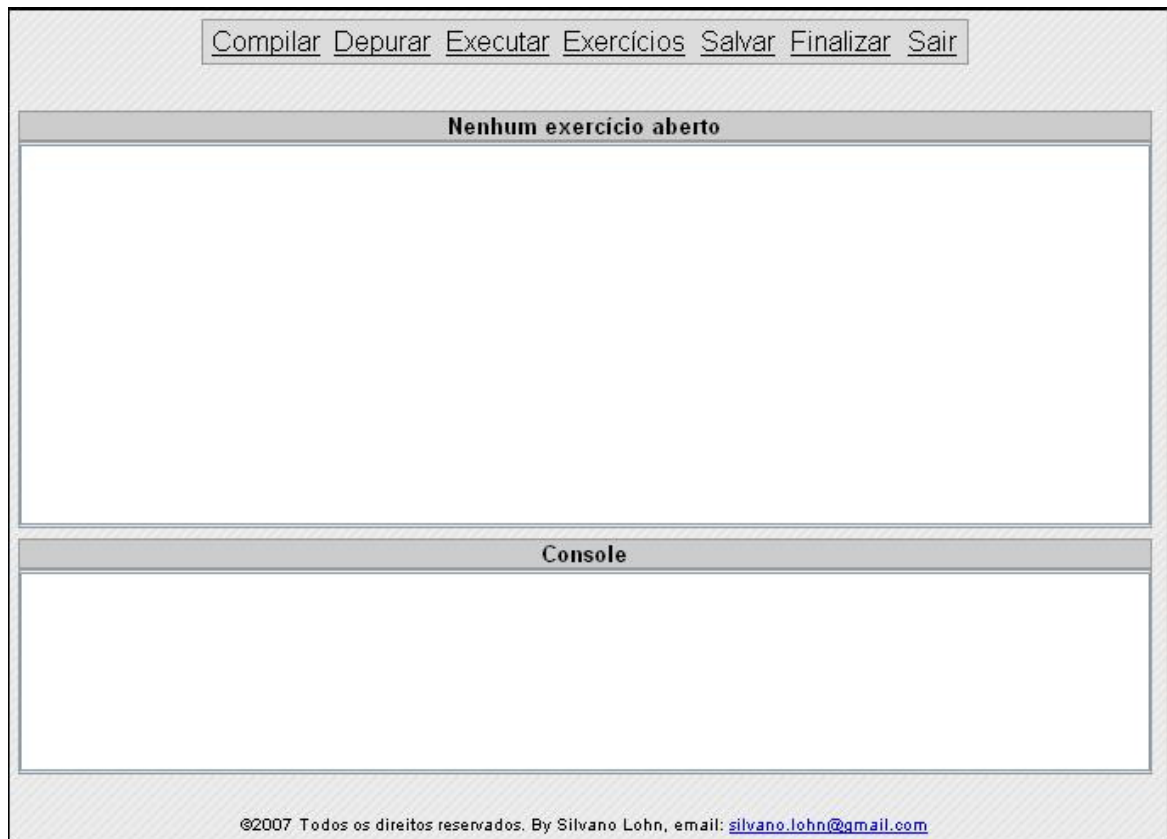 Compilar Depurar Executar Exercícios Salvar Finalizar Sair
Nenhum exercício aberto
Console
©2007 Todos os direitos reservados. By Silvano Lohn, email: silvano.lohn@gmail.com